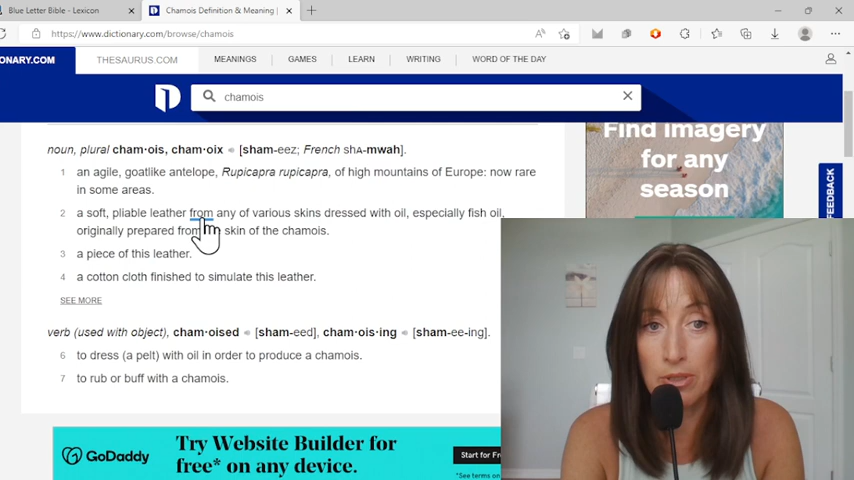 Blue Letter Bible - Lexicon
Chamois Definition & Meaning |
https://www.dictionary.com/browse/chamois
ONARY.COM
THESAURUS.COM
MEANINGS
GAMES
LEARN
WRITING
WORD OF THE DAY
chamois
noun, plural cham·ois, cham·oix [sham-eez; French sha-mwah].
1 an agile, goatlike antelope, Rupicapra rupicapra, of high mountains of Europe: now rare
in some areas.
2 a soft, pliable leather from any of various skins dressed with oil, especially fish oil,
originally prepared from skin of the chamois.
3 a piece of this leather.
4 a cotton cloth finished to simulate this leather.
SEE MORE
verb (used with object), cham·oised [sham-eed], cham·ois·ing [sham-ee-ing].
6 to dress (a pelt) with oil in order to produce a chamois.
7 to rub or buff with a chamois.
Find imagery
for any
season
FEEDBACK
GoDaddy
Try Website Builder for
free* on any device.
Start for
*See terms on